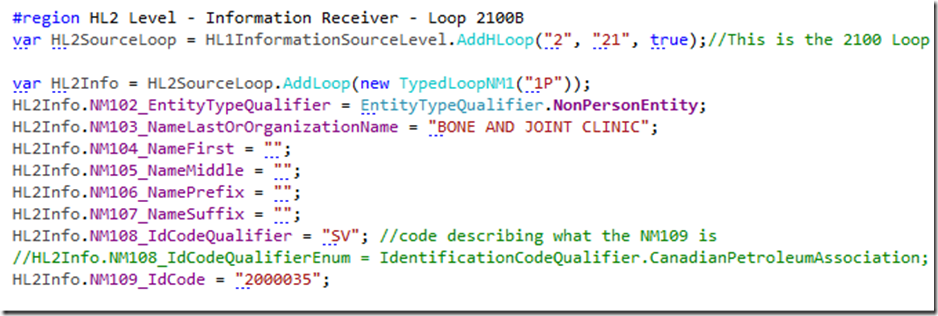 #region HL2 Level - Information Receiver - Loop 2100B
var HL2SourceLoop = HL1InformationSourceLevel.AddHLoop("2", "21", true);//This is the 2100 Loop
var HL2Info = HL2SourceLoop.AddLoop(new TypedLoopNM1("1P"));
HL2Info.NM102_EntityTypeQualifier = EntityTypeQualifier.NonPersonEntity;
HL2Info.NM103_NameLastOrOrganizationName = "BONE AND JOINT CLINIC";
HL2Info.NM104_NameFirst = "";
HL2Info.NM105_NameMiddle = "";
HL2Info.NM106_NamePrefix = "";
HL2Info.NM107_NameSuffix = "";
HL2Info.NM108_IdCodeQualifier = "SV"; //code describing what the NM109 is
//HL2Info.NM108_IdCodeQualifierEnum = IdentificationCodeQualifier.CanadianPetroleumAssociation;
HL2Info.NM109_IdCode = "2000035";